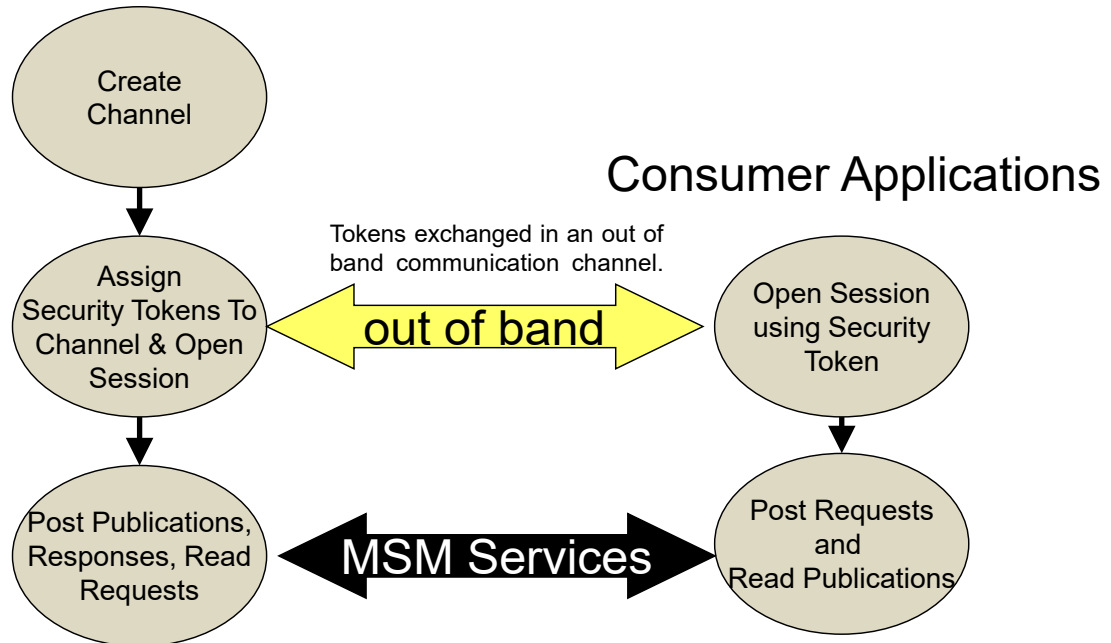 Create
Channel
Consumer Applications
Tokens exchanged in an out of
band communication channel.
Assign
Security Tokens To
Channel & Open
Session
out of band
Open Session
using Security
Token
Post Publications,
Responses, Read
Requests
MSM Services
Post Requests
and
Read Publications